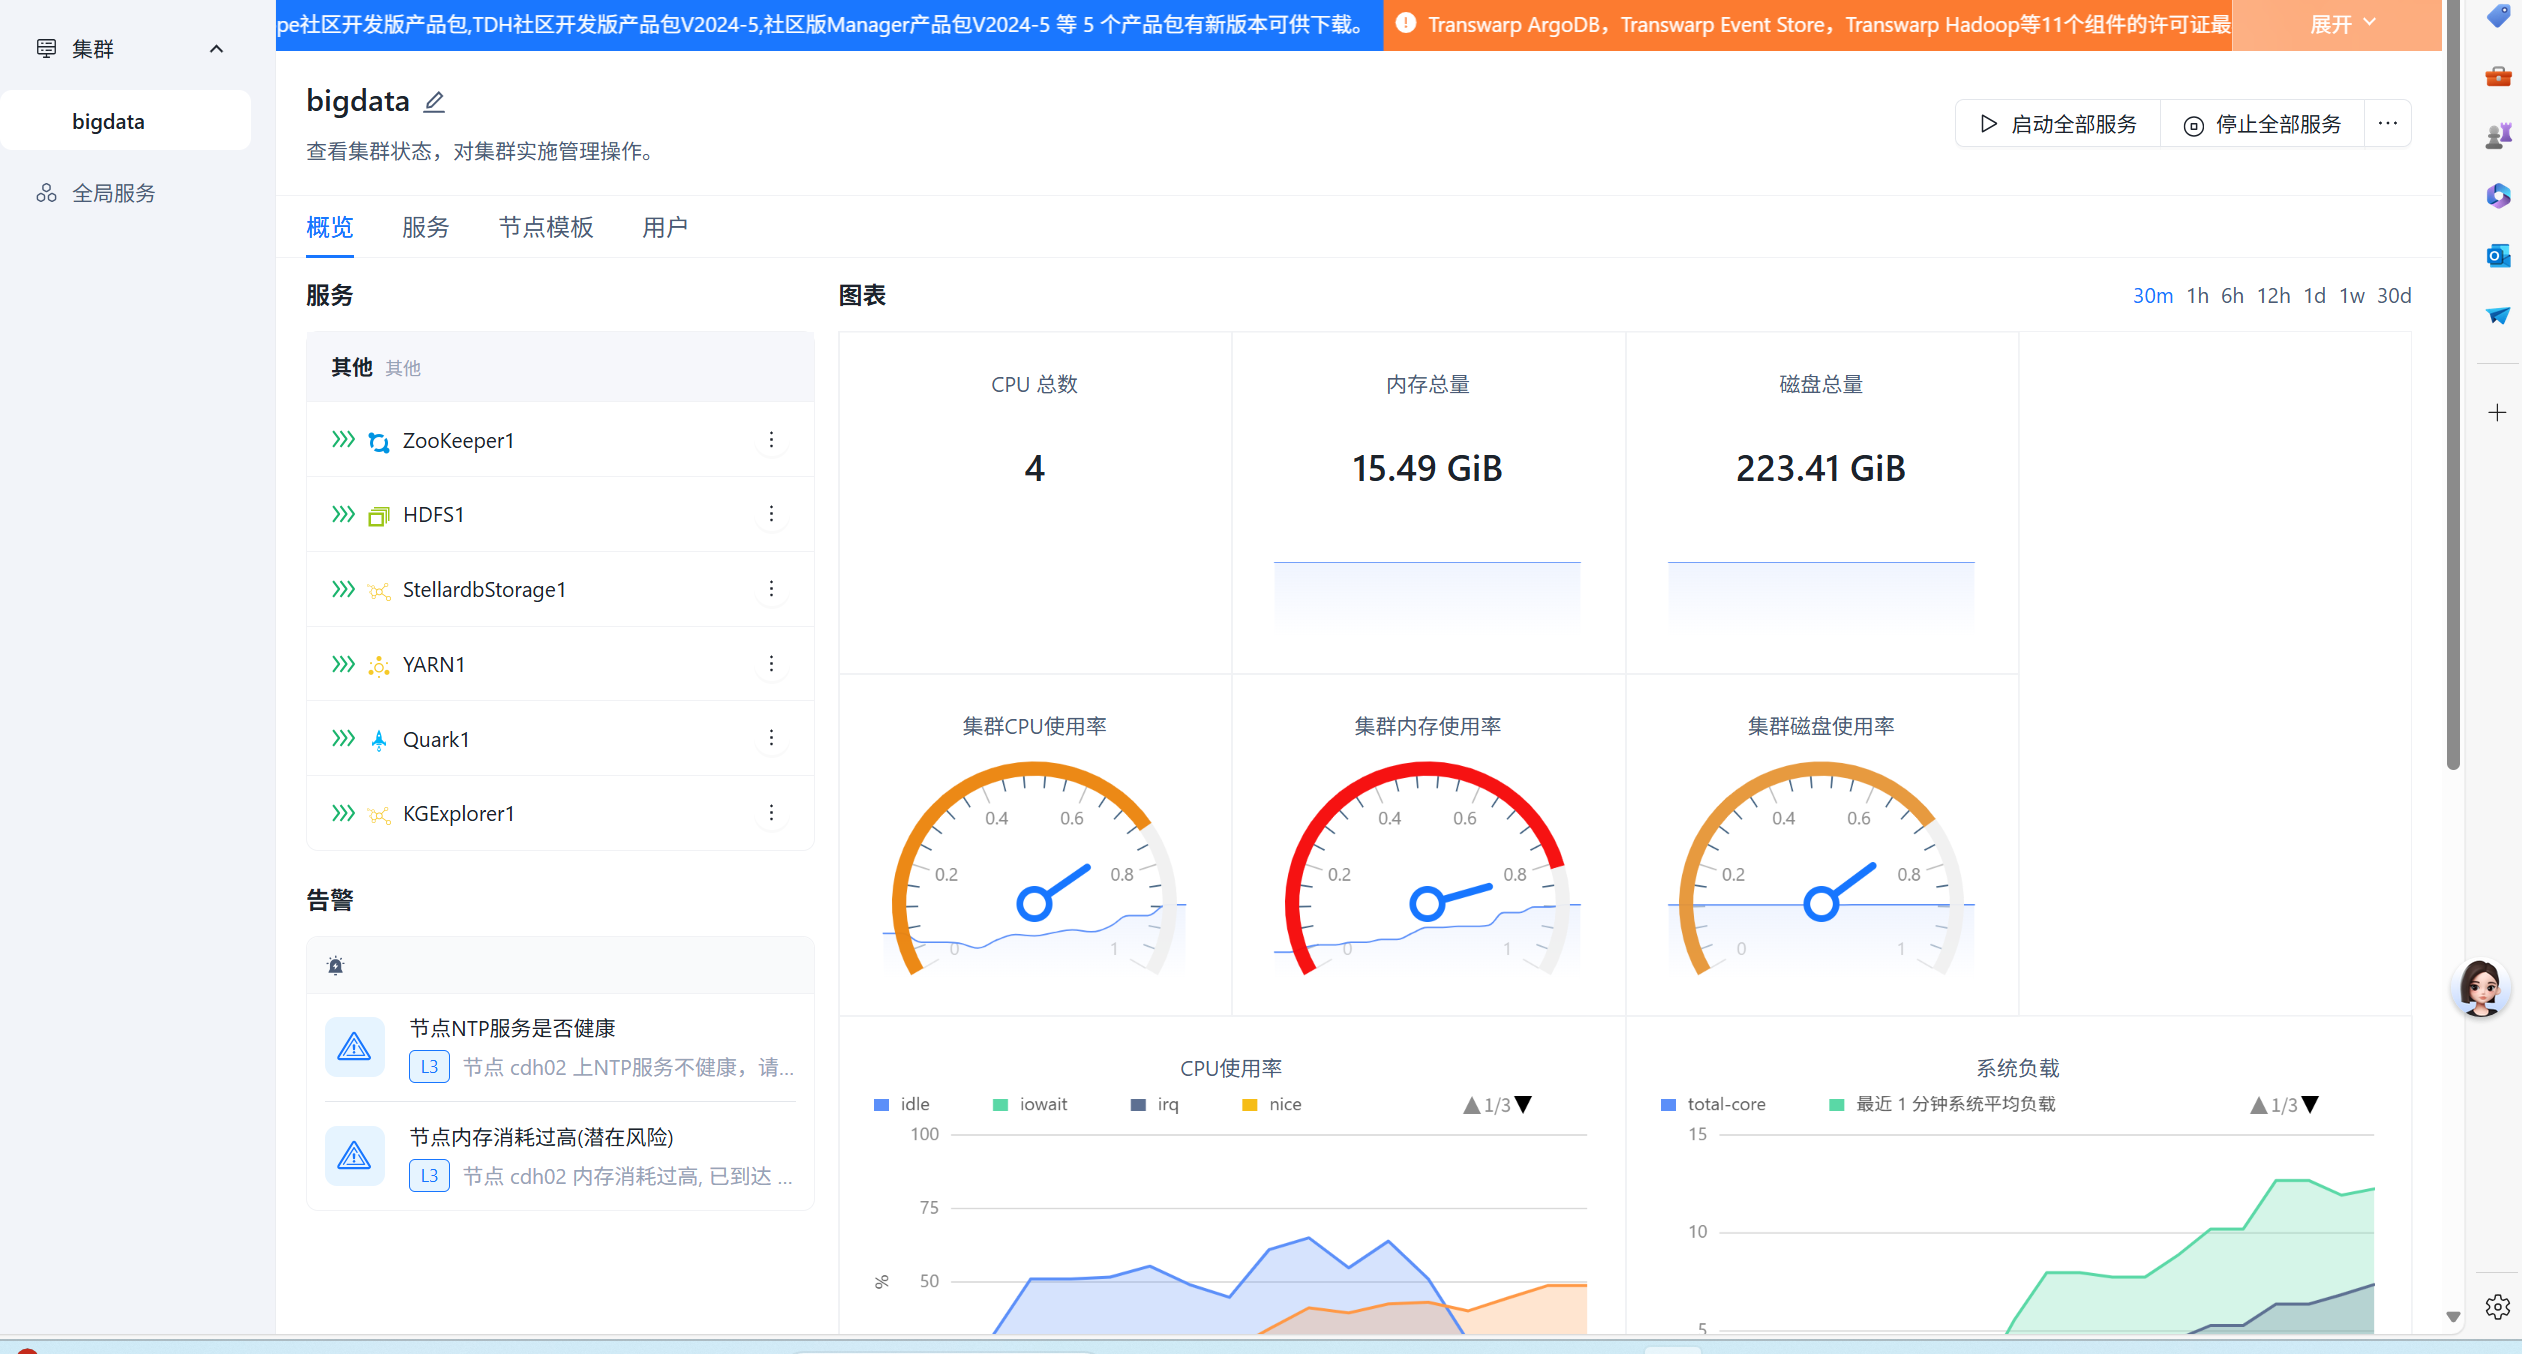 集群
bigdata
全局服务
pe社区开发版产品包,TDH社区开发版产品包V2024-5,社区版Manager产品包V2024-5 等 5 个产品包有新版本可供下载。
Transwarp ArgoDB，Transwarp Event Store，Transwarp Hadoop等11个组件的许可证最
展开
bigdata
查看集群状态，对集群实施管理操作。
启动全部服务
停止全部服务
概览
服务
节点模板
用户
服务
其他 其他
ZooKeeper1
HDFS1
StellardbStorage1
YARN1
Quark1
KGExplorer1
告警
节点NTP服务是否健康
L3 节点 cdh02 上NTP服务不健康，请...
节点内存消耗过高(潜在风险)
L3 节点 cdh02 内存消耗过高, 已到达 ...
图表
30m 1h 6h 12h 1d 1w 30d
CPU 总数
4
内存总量
15.49 GiB
磁盘总量
223.41 GiB
集群CPU使用率
0 0.2 0.4 0.6 0.8 1
集群内存使用率
0 0.2 0.4 0.6 0.8 1
集群磁盘使用率
0 0.2 0.4 0.6 0.8 1
CPU使用率
idle iowait irq nice 1/3
100
75
%
50
系统负载
total-core 最近 1 分钟系统平均负载 1/3
15
10
5